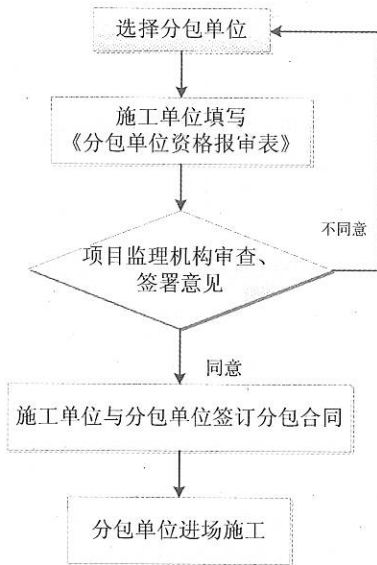 选择分包单位
施工单位填写
《分包单位资格报审表》
不同意
项目监理机构审查、
签署意见
同意
施工单位与分包单位签订分包合同
分包单位进场施工